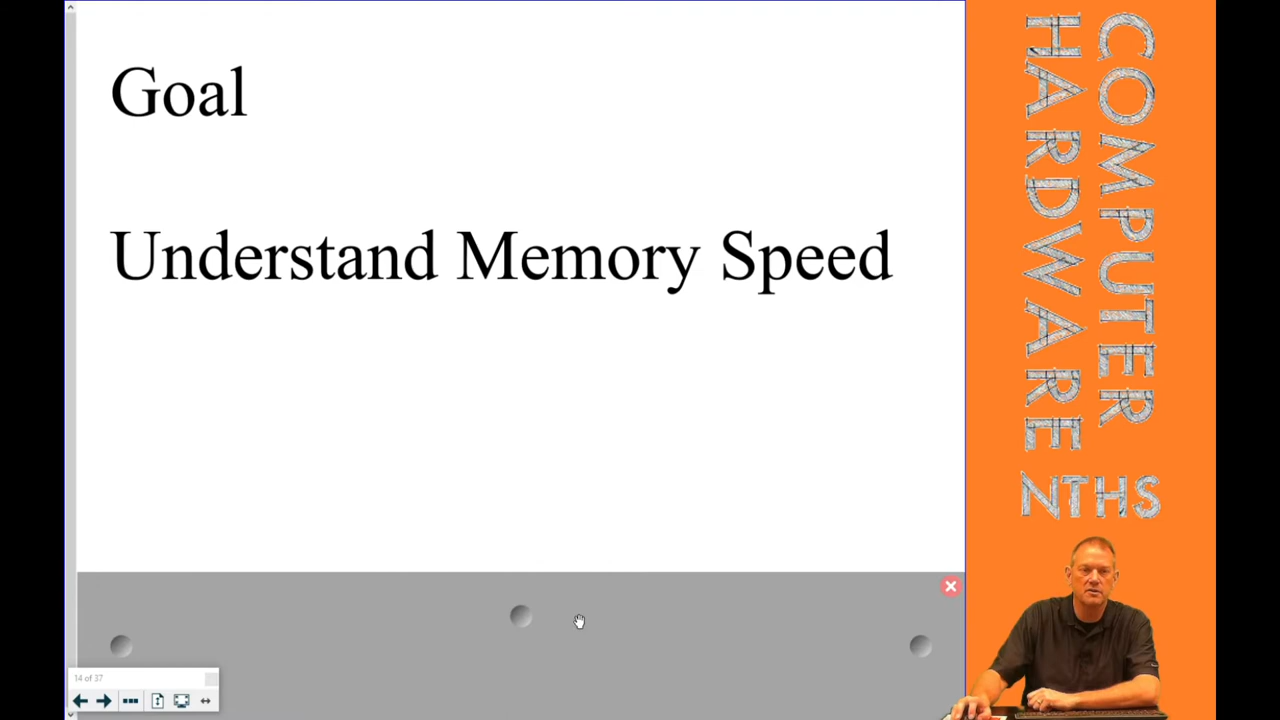 Goal
Understand Memory Speed
14 of 37
COMPUTER
HARDWARE
NTHS